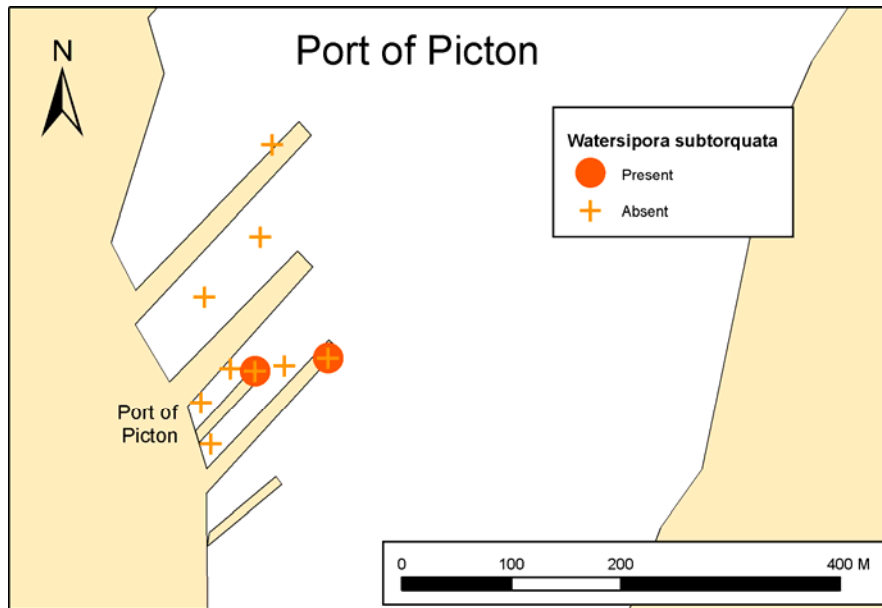 Port of Picton
N
Watersipora subtorquata
Present
Absent
Port of
Picton
0 100 200 400 M